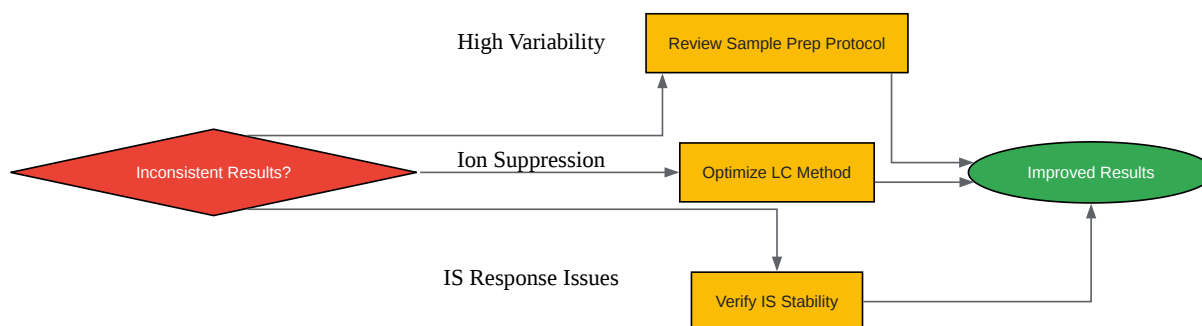 High Variability
Review Sample Prep Protocol
Inconsistent Results?
Ion Suppression
Optimize LC Method
Improved Results
IS Response Issues
Verify IS Stability